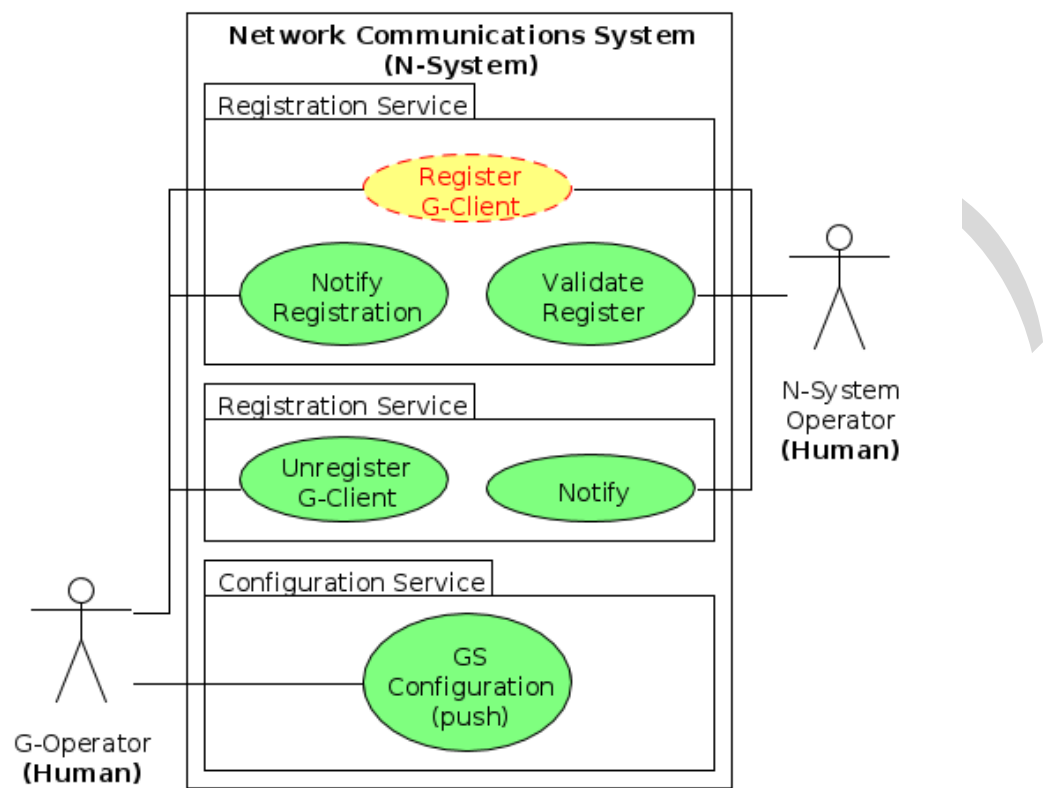 Network Communications System
(N-System)
Registration Service
Register
G-Client
Notify
Registration
Validate
Register
N-System
Operator
(Human)
Registration Service
Unregister
G-Client
Notify
Configuration Service
GS
Configuration
(push)
G-Operator
(Human)